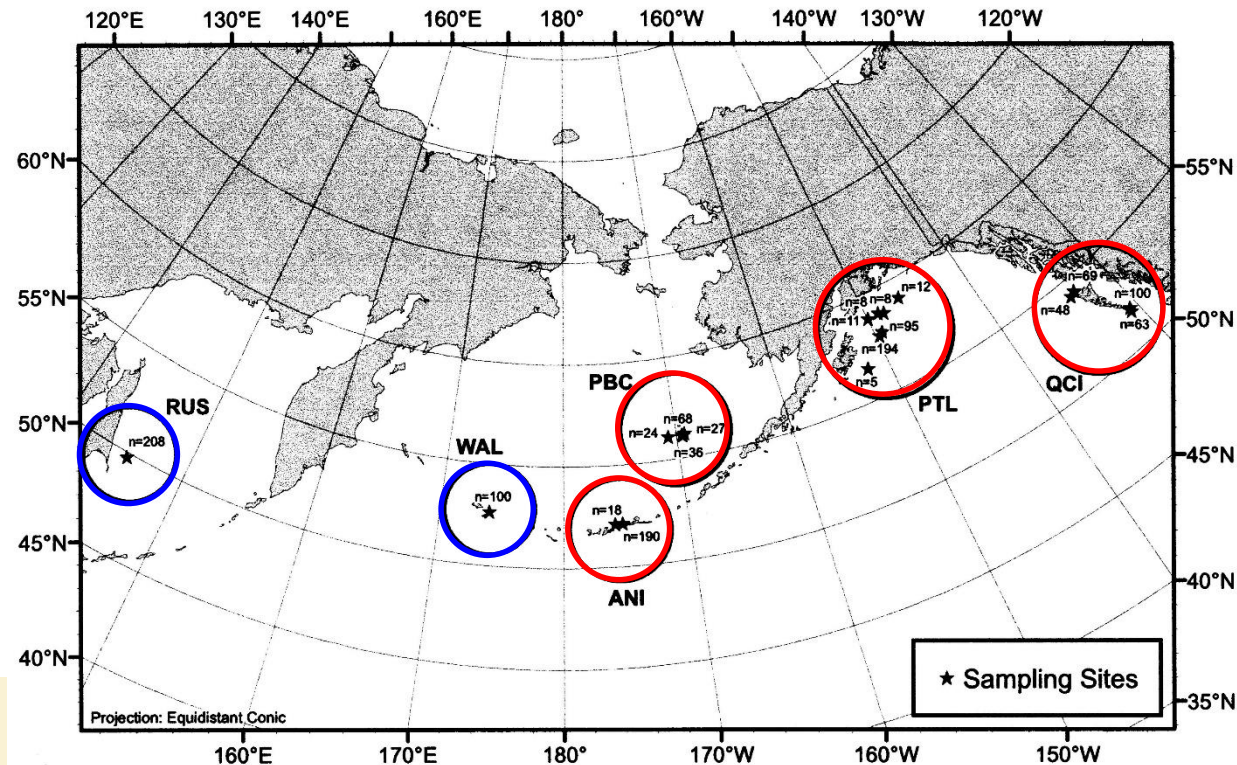 120°E 130°E 140°E 160°E 180° 160°W 140°W 130°W 120°W
60°N
55°N
50°N
45°N
40°N
55°N
50°N
45°N
40°N
35°N
160°E 170°E 180° 170°W 160°W 150°W
RUS
n=208
WAL
n=100
PBC
n=68
n=24
n=27
n=36
ANI
n=18
n=190
PTL
n=12
n=8
n=8
n=11
n=95
n=194
n=5
QCI
n=69
n=100
n=48
n=63
★ Sampling Sites
Projection: Equidistant Conic